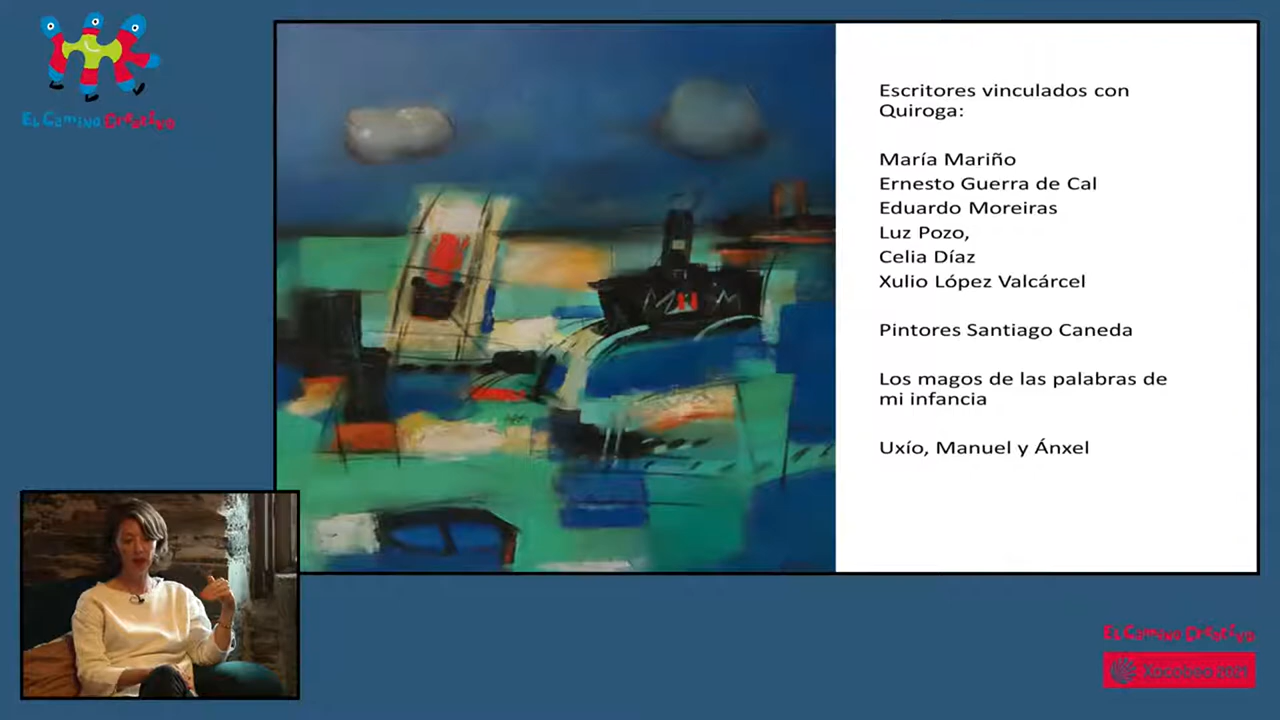 El Camino Creativo
Escritores vinculados con
Quiroga:
María Mariño
Ernesto Guerra de Cal
Eduardo Moreiras
Luz Pozo,
Celia Díaz
Xulio López Valcárcel
Pintores Santiago Caneda
Los magos de las palabras de
mi infancia
Uxío, Manuel y Ánxel
El Camino Creativo
Xacobeo 2021